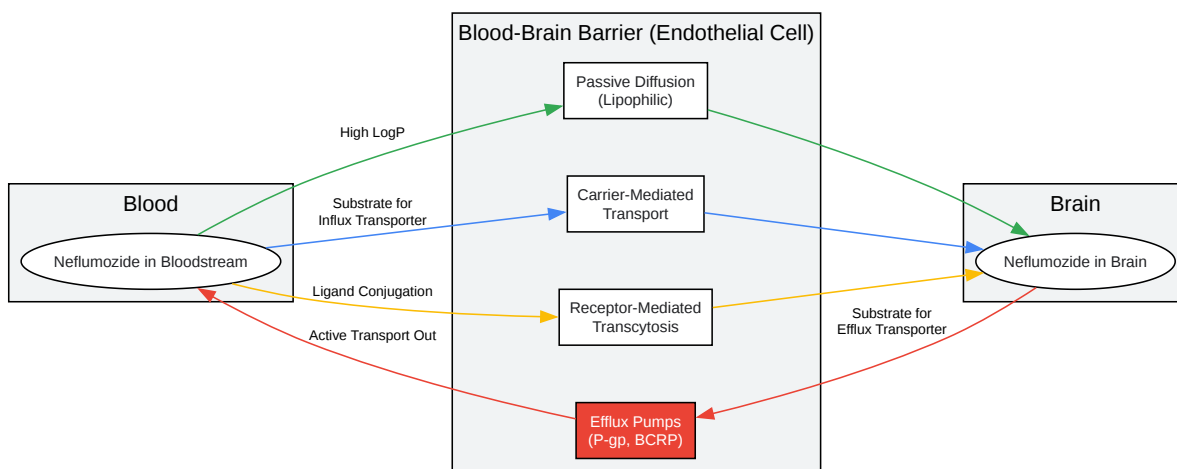 Blood-Brain Barrier (Endothelial Cell)
Passive Diffusion
(Lipophilic)
High LogP
Carrier-Mediated
Transport
Substrate for
Influx Transporter
Blood
Brain
Neflumozide in Bloodstream
Neflumozide in Brain
Ligand Conjugation
Receptor-Mediated
Transcytosis
Substrate for
Efflux Transporter
Active Transport Out
Efflux Pumps
(P-gp, BCRP)